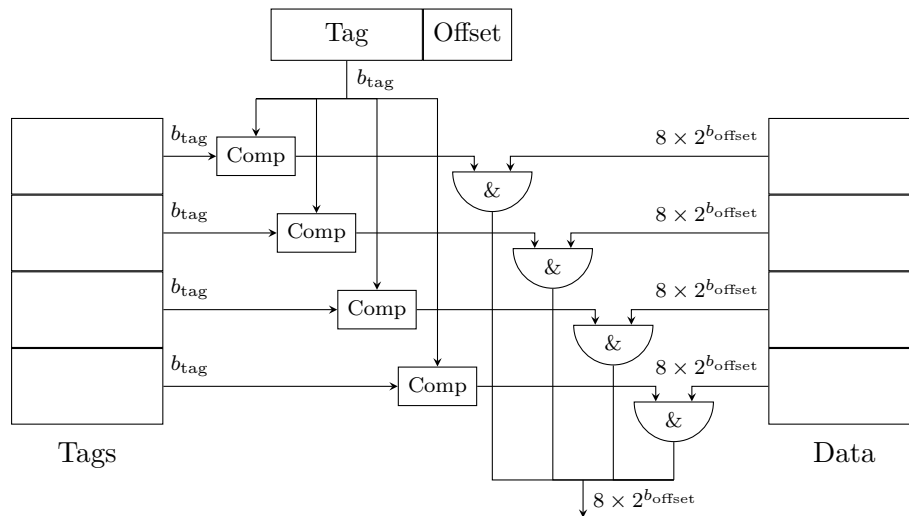 Tag Offset
b_tag
b_tag Comp 8 × 2^{b_offset}
&
b_tag Comp 8 × 2^{b_offset}
&
b_tag Comp 8 × 2^{b_offset}
&
b_tag Comp 8 × 2^{b_offset}
&
Tags Data
8 × 2^{b_offset}